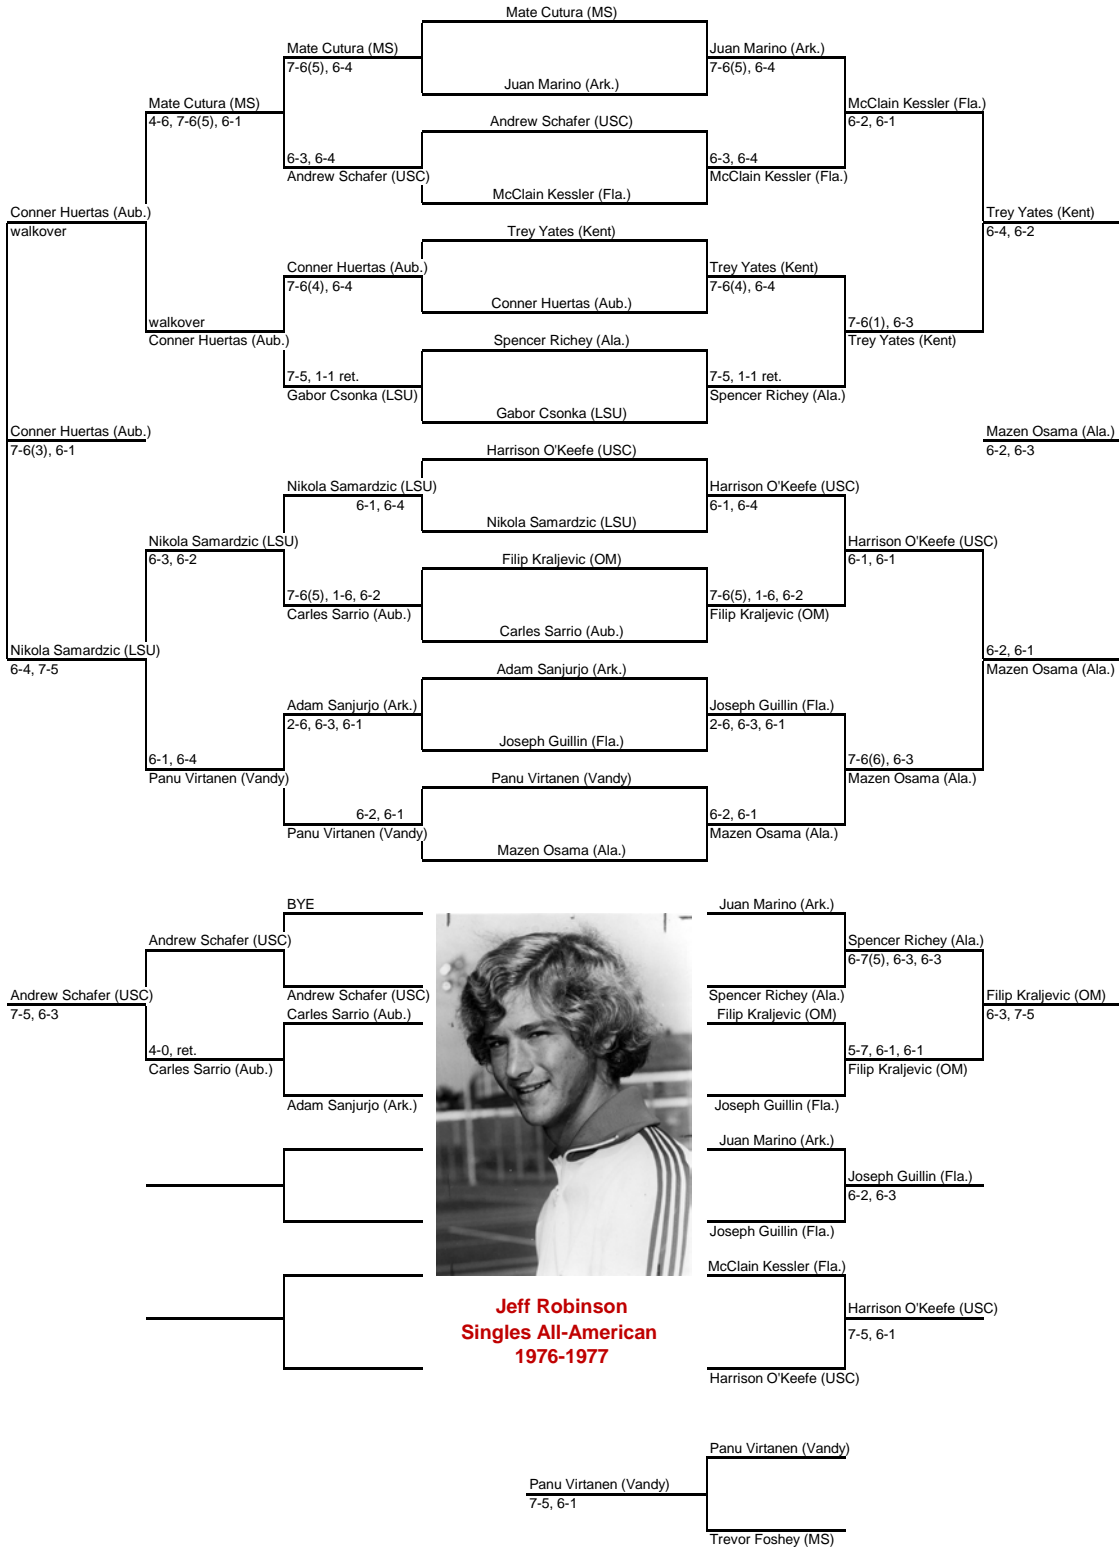 Mate Cutura (MS)
Mate Cutura (MS)
Juan Marino (Ark.)
7-6(5), 6-4
7-6(5), 6-4
Juan Marino (Ark.)
Mate Cutura (MS)
McClain Kessler (Fla.)
4-6, 7-6(5), 6-1
6-2, 6-1
Andrew Schafer (USC)
6-3, 6-4
6-3, 6-4
Andrew Schafer (USC)
McClain Kessler (Fla.)
McClain Kessler (Fla.)
Conner Huertas (Aub.)
Trey Yates (Kent)
walkover
6-4, 6-2
Trey Yates (Kent)
Conner Huertas (Aub.)
Trey Yates (Kent)
7-6(4), 6-4
7-6(4), 6-4
Conner Huertas (Aub.)
walkover
7-6(1), 6-3
Conner Huertas (Aub.)
Trey Yates (Kent)
Spencer Richey (Ala.)
7-5, 1-1 ret.
7-5, 1-1 ret.
Gabor Csonka (LSU)
Spencer Richey (Ala.)
Gabor Csonka (LSU)
Conner Huertas (Aub.)
Mazen Osama (Ala.)
7-6(3), 6-1
6-2, 6-3
Harrison O'Keefe (USC)
Nikola Samardzic (LSU)
Harrison O'Keefe (USC)
6-1, 6-4
6-1, 6-4
Nikola Samardzic (LSU)
Nikola Samardzic (LSU)
Harrison O'Keefe (USC)
6-3, 6-2
6-1, 6-1
Filip Kraljevic (OM)
7-6(5), 1-6, 6-2
7-6(5), 1-6, 6-2
Carles Sarrio (Aub.)
Filip Kraljevic (OM)
Carles Sarrio (Aub.)
Nikola Samardzic (LSU)
6-2, 6-1
6-4, 7-5
Mazen Osama (Ala.)
Adam Sanjurjo (Ark.)
Adam Sanjurjo (Ark.)
Joseph Guillin (Fla.)
2-6, 6-3, 6-1
2-6, 6-3, 6-1
Joseph Guillin (Fla.)
6-1, 6-4
7-6(6), 6-3
Panu Virtanen (Vandy)
Panu Virtanen (Vandy)
Mazen Osama (Ala.)
6-2, 6-1
6-2, 6-1
Panu Virtanen (Vandy)
Mazen Osama (Ala.)
Mazen Osama (Ala.)
BYE
Juan Marino (Ark.)
Andrew Schafer (USC)
Spencer Richey (Ala.)
6-7(5), 6-3, 6-3
Andrew Schafer (USC)
Andrew Schafer (USC)
Spencer Richey (Ala.)
Filip Kraljevic (OM)
7-5, 6-3
Carles Sarrio (Aub.)
Filip Kraljevic (OM)
6-3, 7-5
4-0, ret.
5-7, 6-1, 6-1
Carles Sarrio (Aub.)
Filip Kraljevic (OM)
Adam Sanjurjo (Ark.)
Joseph Guillin (Fla.)
Juan Marino (Ark.)
Joseph Guillin (Fla.)
6-2, 6-3
Joseph Guillin (Fla.)
McClain Kessler (Fla.)
Jeff Robinson
Harrison O'Keefe (USC)
Singles All-American
7-5, 6-1
1976-1977
Harrison O'Keefe (USC)
Panu Virtanen (Vandy)
Panu Virtanen (Vandy)
7-5, 6-1
Trevor Foshey (MS)